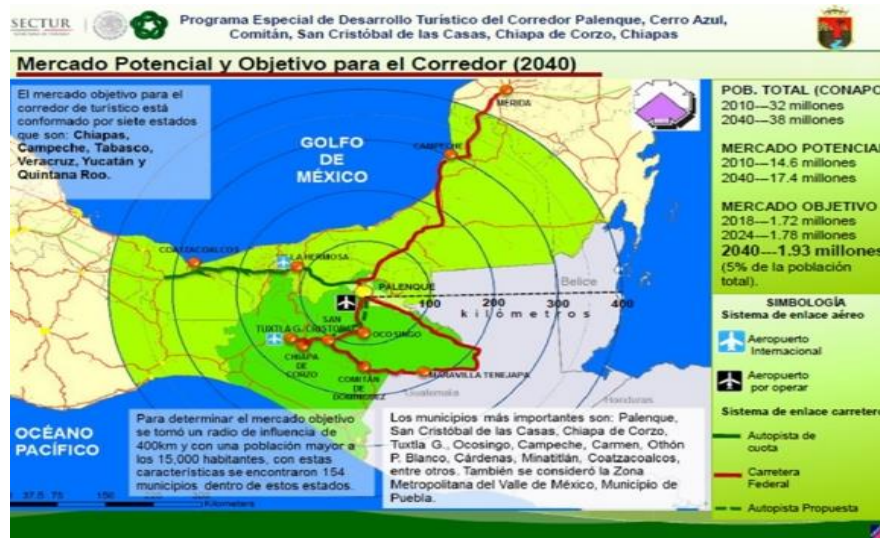 SECTUR
Programa Especial de Desarrollo Turístico del Corredor Palenque, Cerro Azul,
Comitán, San Cristóbal de las Casas, Chiapa de Corzo, Chiapas
Mercado Potencial y Objetivo para el Corredor (2040)
El mercado objetivo para el
corredor de turístico está
conformado por siete estados
que son: Chiapas,
Campeche, Tabasco,
Veracruz, Yucatán y
Quintana Roo.
GOLFO
DE
MÉXICO
MÉRIDA
CAMPECHE
COATZACOALCOS
LA HERMOSA
PALENQUE
Belice
100 200 300 400
kilómetros
SAN
TUXTLA G. CRISTOBAL
OCOSINGO
CHIAPA
DE
CORZO
COMITÁN
DE
DOMINGUEZ
MARAVILLA TENEJAPA
Guatemala
Honduras
OCÉANO
PACÍFICO
Para determinar el mercado objetivo
se tomó un radio de influencia de
400km y con una población mayor a
los 15,000 habitantes, con estas
características se encontraron 154
municipios dentro de estos estados.
Los municipios más importantes son: Palenque,
San Cristóbal de las Casas, Chiapa de Corzo,
Tuxtla G., Ocosingo, Campeche, Carmen, Othón
P. Blanco, Cárdenas, Minatitlán, Coatzacoalcos,
entre otros. También se consideró la Zona
Metropolitana del Valle de México, Municipio de
Puebla.
37.5 75 150
POB. TOTAL (CONAPO
2010—32 millones
2040—38 millones
MERCADO POTENCIAL
2010—14.6 millones
2040—17.4 millones
MERCADO OBJETIVO
2018—1.72 millones
2024—1.78 millones
2040—1.93 millones
(5% de la población
total).
SIMBOLOGÍA
Sistema de enlace aéreo
Aeropuerto
Internacional
Aeropuerto
por operar
Sistema de enlace carretero
Autopista de
cuota
Carretera
Federal
Autopista Propuesta